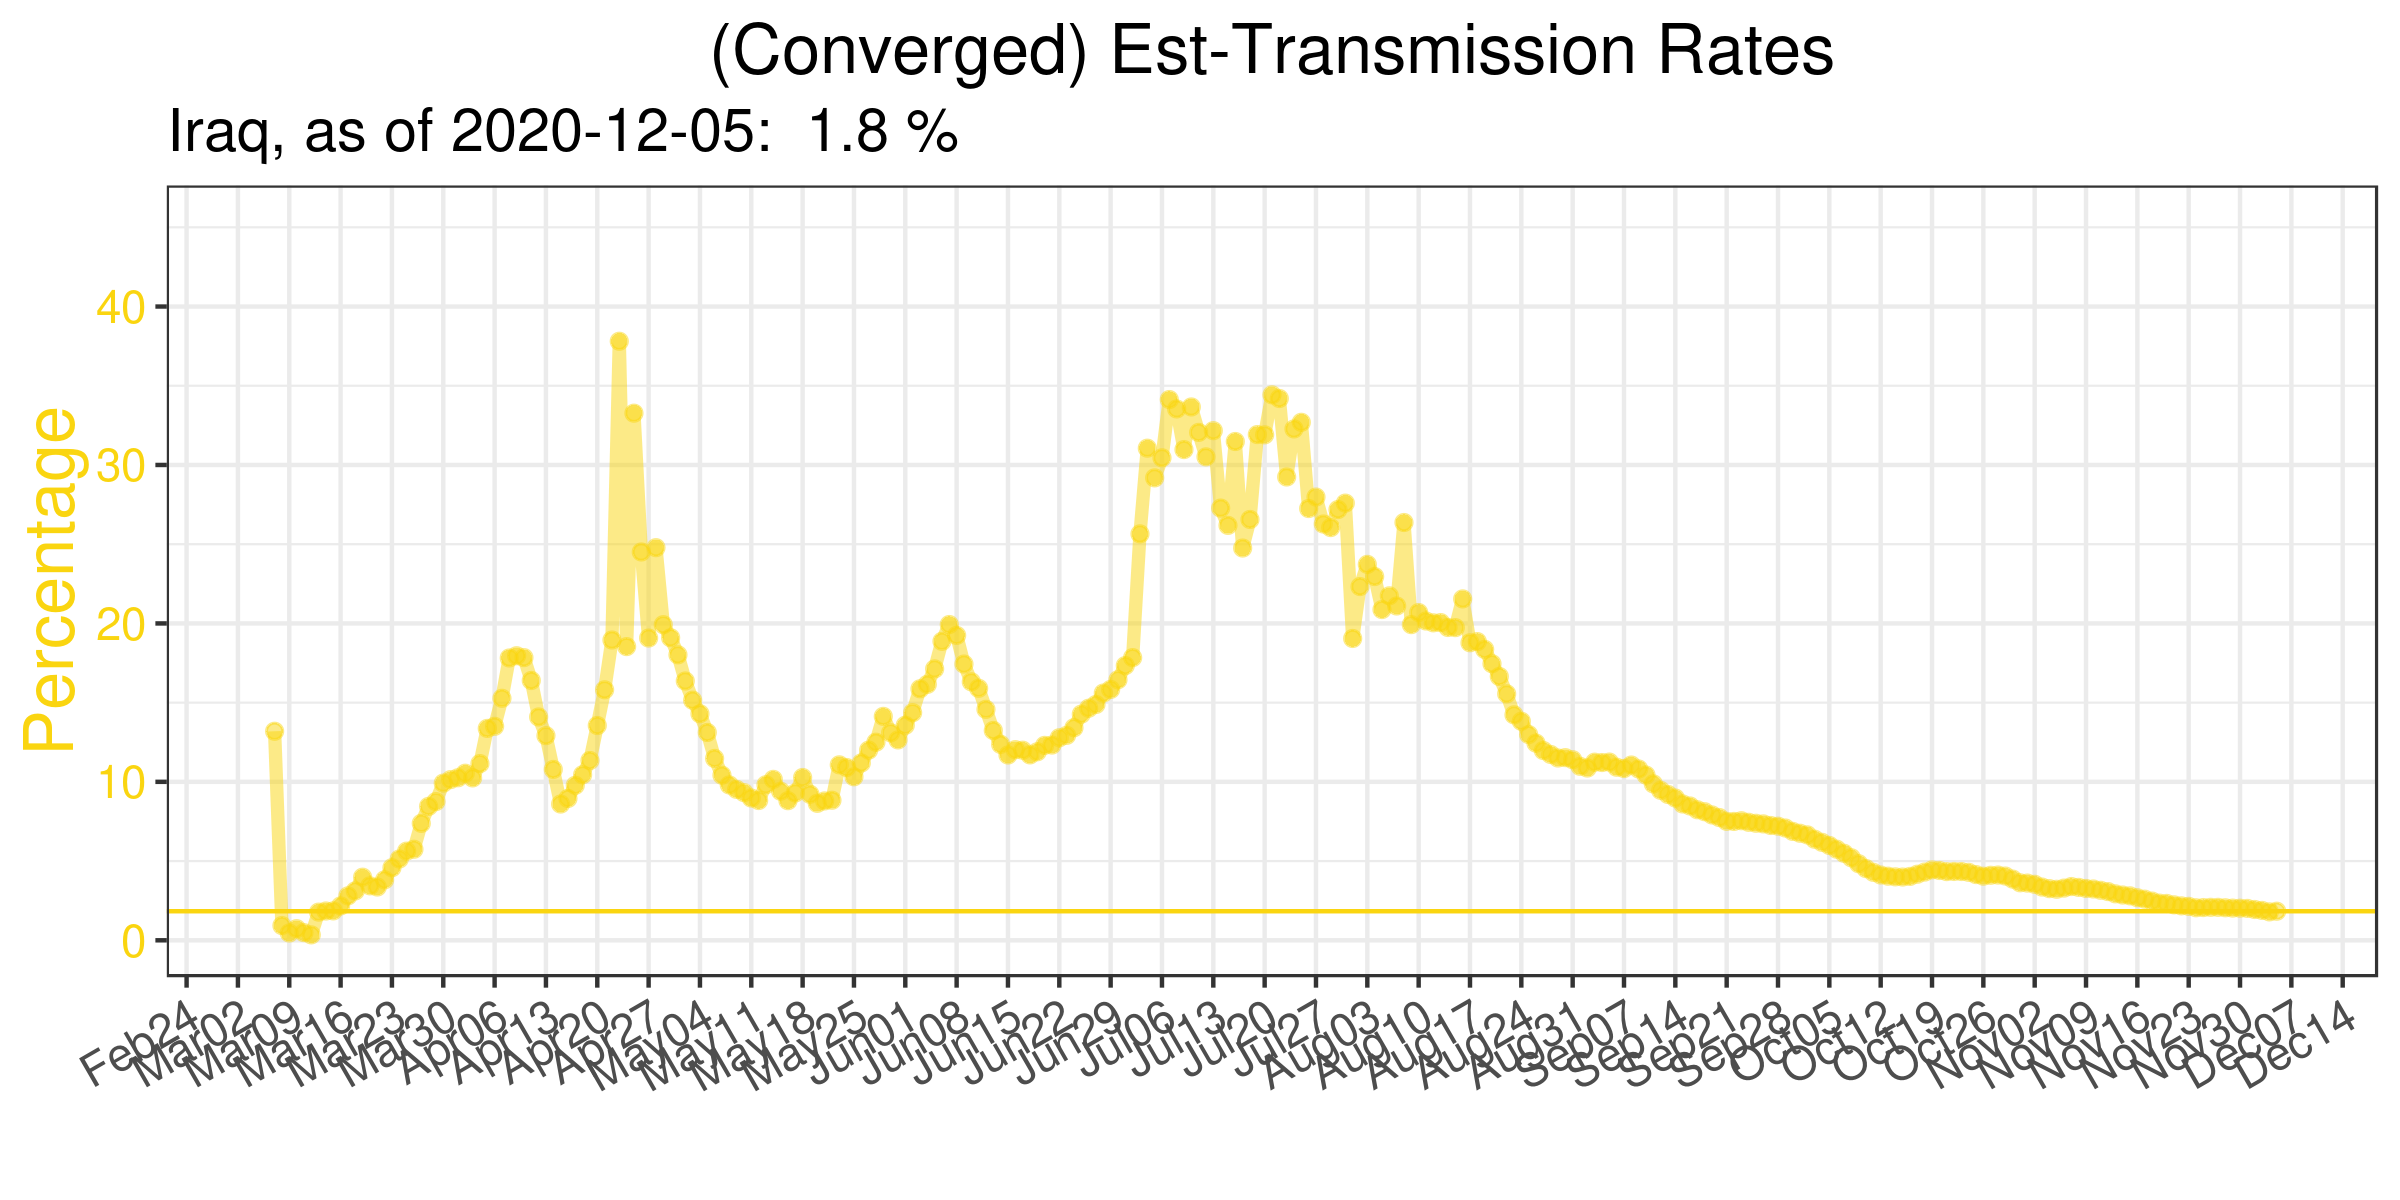 (Converged) Est-Transmission Rates
Iraq, as of 2020-12-05:  1.8 %
Percentage
40
30
20
10
0
Feb24
Mar02
Mar09
Mar16
Mar23
Mar30
Apr06
Apr13
Apr20
Apr27
May04
May11
May18
May25
Jun01
Jun08
Jun15
Jun22
Jun29
Jul06
Jul13
Jul20
Jul27
Aug03
Aug10
Aug17
Aug24
Aug31
Sep07
Sep14
Sep21
Sep28
Oct05
Oct12
Oct19
Oct26
Nov02
Nov09
Nov16
Nov23
Nov30
Dec07
Dec14